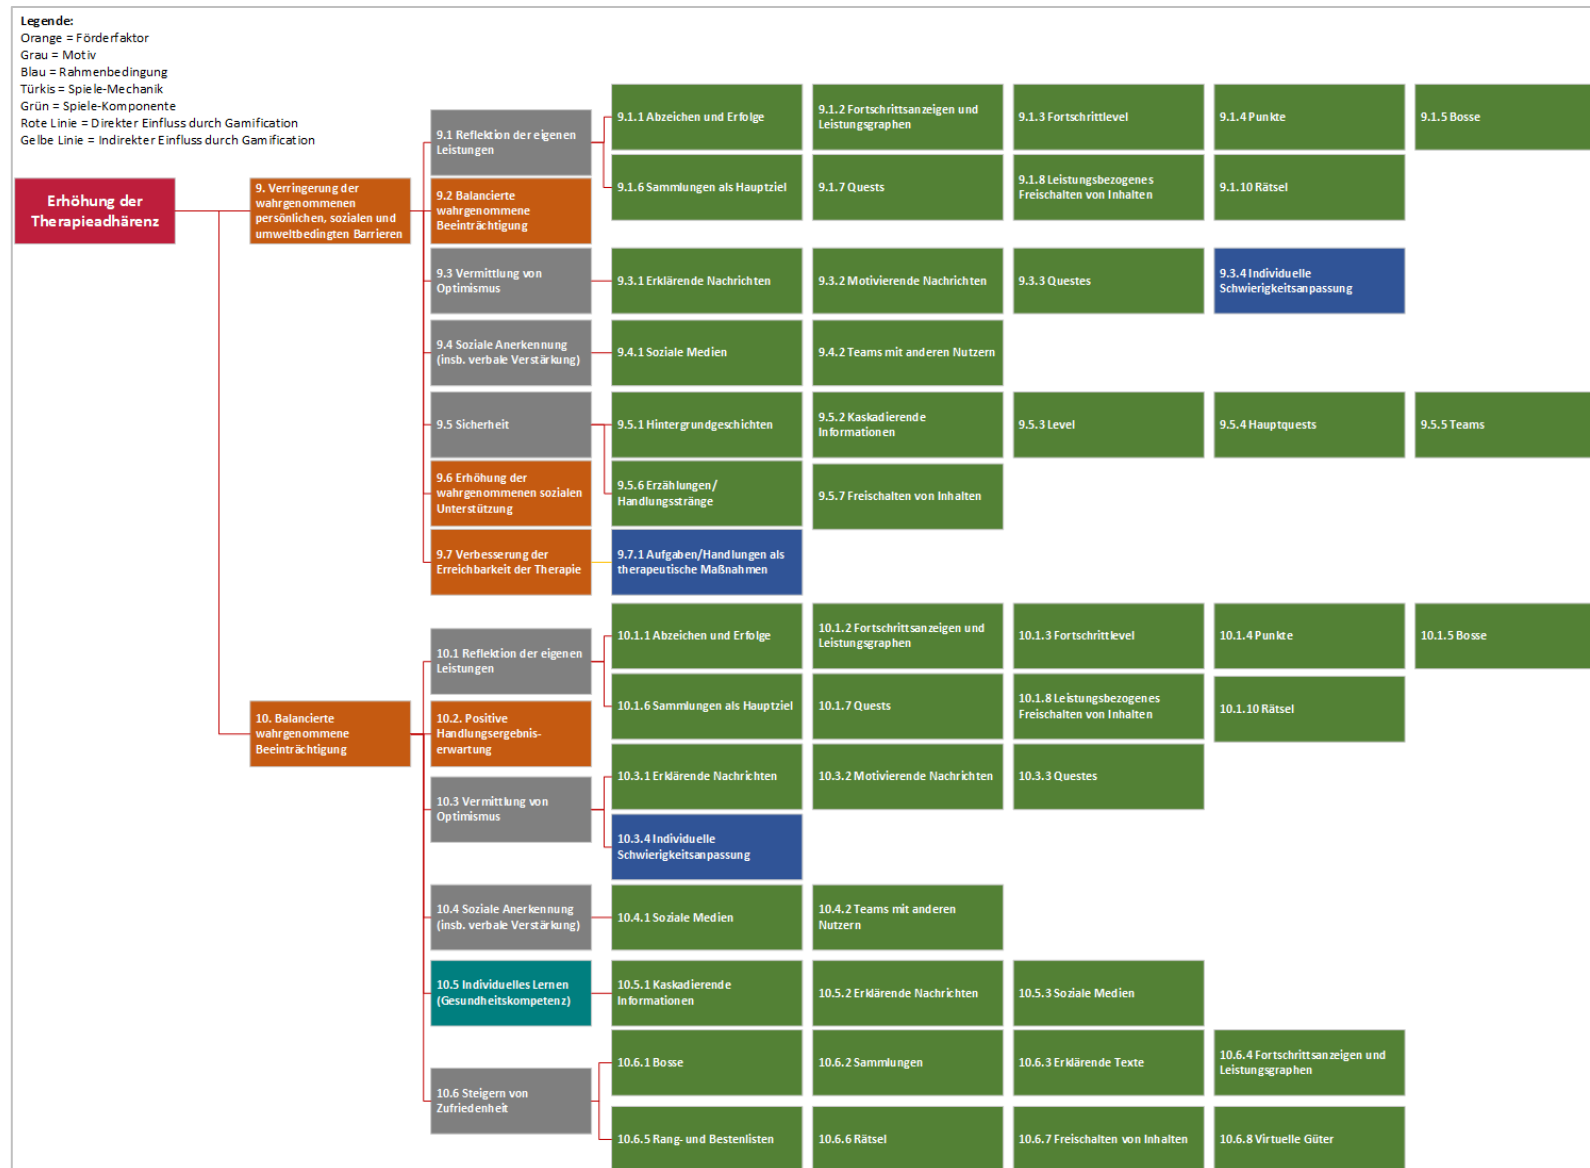 Legende:
Orange = Förderfaktor
Grau = Motiv
Blau = Rahmenbedingung
Türkis = Spiele-Mechanik
Grün = Spiele-Komponente
Rote Linie = Direkter Einfluss durch Gamification
Gelbe Linie = Indirekter Einfluss durch Gamification
Erhöhung der
Therapieadhärenz
9. Verringerung der
wahrgenommenen
persönlichen, sozialen und
umweltbedingten Barrieren
9.1 Reflektion der eigenen
Leistungen
9.1.1 Abzeichen und Erfolge
9.1.2 Fortschrittsanzeigen und
Leistungsgraphen
9.1.3 Fortschrittlevel
9.1.4 Punkte
9.1.5 Bosse
9.1.6 Sammlungen als Hauptziel
9.1.7 Quests
9.1.8 Leistungsbezogenes
Freischalten von Inhalten
9.1.10 Rätsel
9.2 Balancierte
wahrgenommene
Beeinträchtigung
9.3 Vermittlung von
Optimismus
9.3.1 Erklärende Nachrichten
9.3.2 Motivierende Nachrichten
9.3.3 Questes
9.3.4 Individuelle
Schwierigkeitsanpassung
9.4 Soziale Anerkennung
(insb. verbale Verstärkung)
9.4.1 Soziale Medien
9.4.2 Teams mit anderen Nutzern
9.5 Sicherheit
9.5.1 Hintergrundgeschichten
9.5.2 Kaskadierende
Informationen
9.5.3 Level
9.5.4 Hauptquests
9.5.5 Teams
9.5.6 Erzählungen/
Handlungsstränge
9.5.7 Freischalten von Inhalten
9.6 Erhöhung der
wahrgenommenen sozialen
Unterstützung
9.7 Verbesserung der
Erreichbarkeit der Therapie
9.7.1 Aufgaben/Handlungen als
therapeutische Maßnahmen
10. Balancierte
wahrgenommene
Beeinträchtigung
10.1 Reflektion der eigenen
Leistungen
10.1.1 Abzeichen und Erfolge
10.1.2 Fortschrittsanzeigen und
Leistungsgraphen
10.1.3 Fortschrittlevel
10.1.4 Punkte
10.1.5 Bosse
10.1.6 Sammlungen als Hauptziel
10.1.7 Quests
10.1.8 Leistungsbezogenes
Freischalten von Inhalten
10.1.10 Rätsel
10.2. Positive
Handlungsergebnis-
erwartung
10.3 Vermittlung von
Optimismus
10.3.1 Erklärende Nachrichten
10.3.2 Motivierende Nachrichten
10.3.3 Questes
10.3.4 Individuelle
Schwierigkeitsanpassung
10.4 Soziale Anerkennung
(insb. verbale Verstärkung)
10.4.1 Soziale Medien
10.4.2 Teams mit anderen
Nutzern
10.5 Individuelles Lernen
(Gesundheitskompetenz)
10.5.1 Kaskadierende
Informationen
10.5.2 Erklärende Nachrichten
10.5.3 Soziale Medien
10.6 Steigern von
Zufriedenheit
10.6.1 Bosse
10.6.2 Sammlungen
10.6.3 Erklärende Texte
10.6.4 Fortschrittsanzeigen und
Leistungsgraphen
10.6.5 Rang- und Bestenlisten
10.6.6 Rätsel
10.6.7 Freischalten von Inhalten
10.6.8 Virtuelle Güter